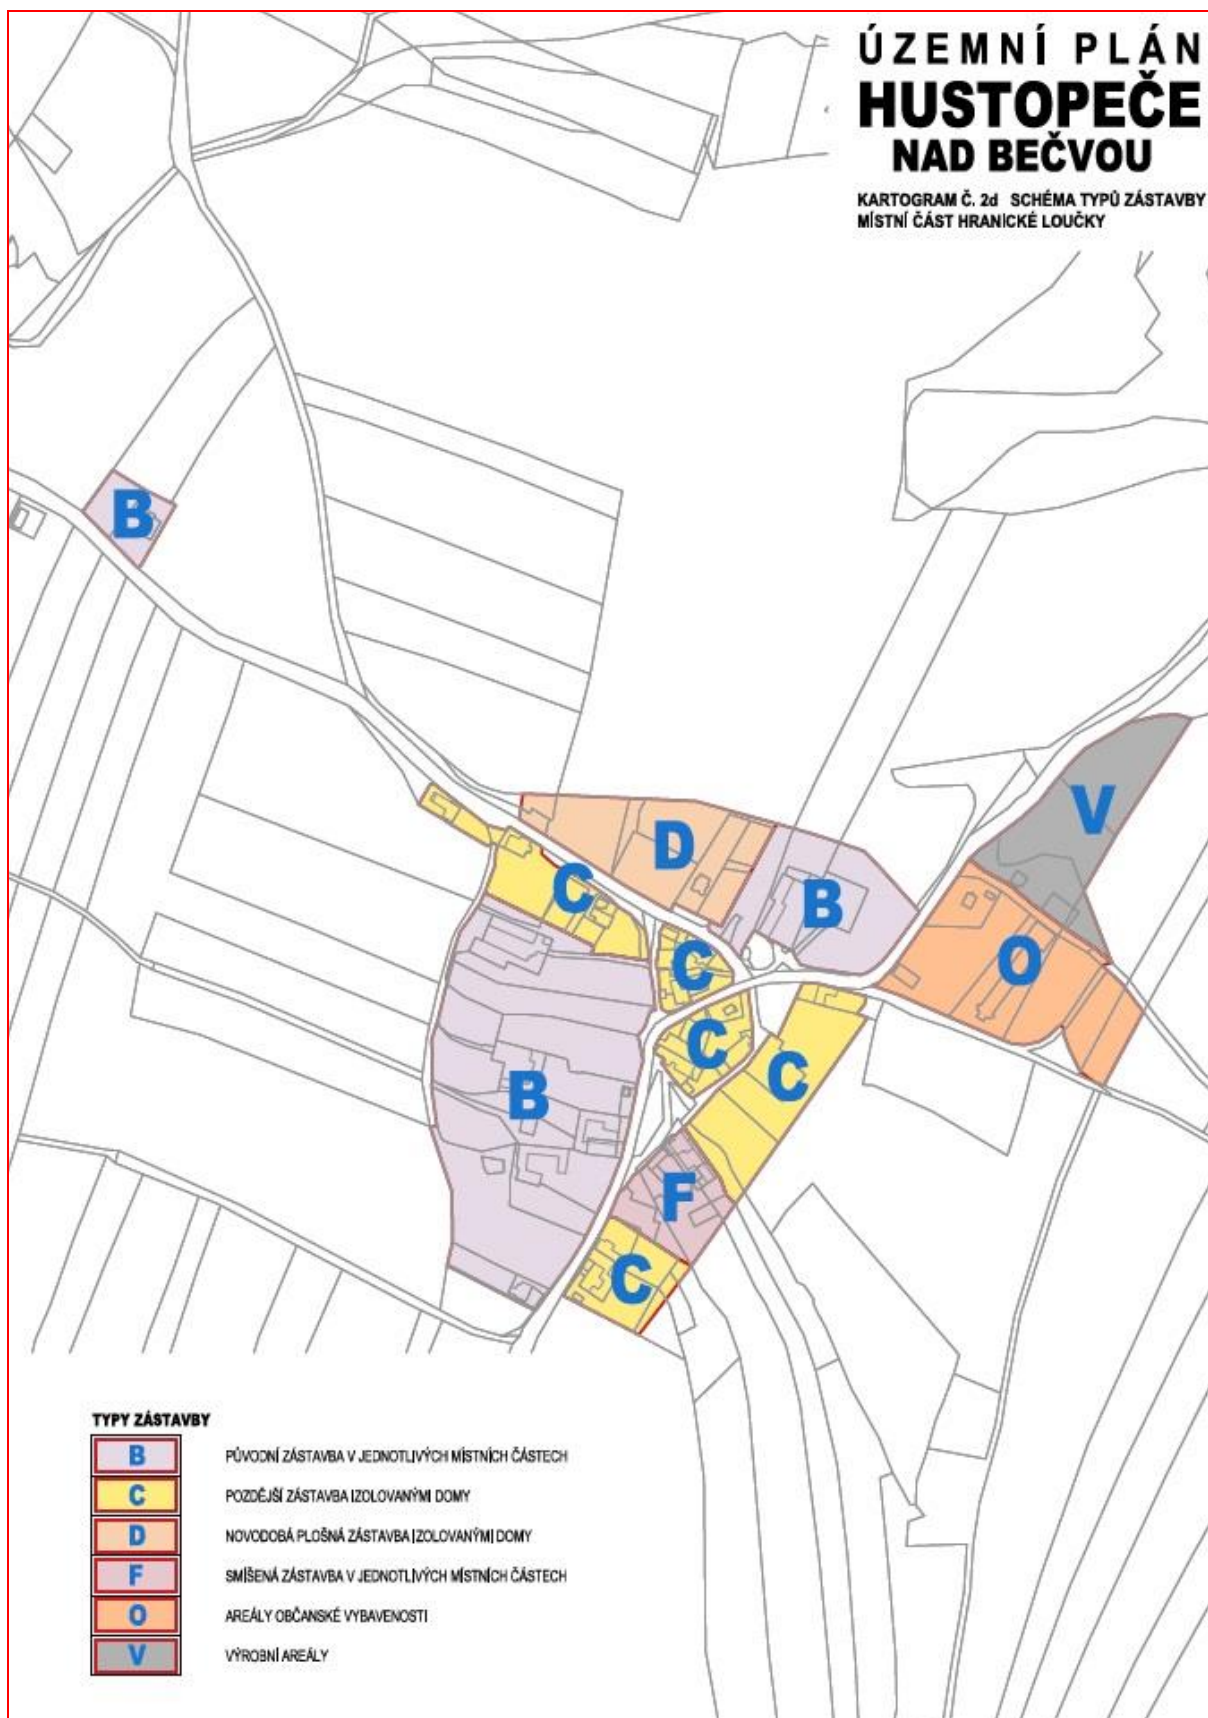 ÚZEMNÍ PLÁN
HUSTOPEČE
NAD BEČVOU
KARTOGRAM Č. 2d SCHÉMA TYPŮ ZÁSTAVBY
MÍSTNÍ ČÁST HRANICKÉ LOUČKY
B
V
D
C
B
C
O
C
C
B
F
C
TYPY ZÁSTAVBY
B PŮVODNÍ ZÁSTAVBA V JEDNOTLIVÝCH MÍSTNÍCH ČÁSTECH
C POZDĚJŠÍ ZÁSTAVBA IZOLOVANÝMI DOMY
D NOVODOBÁ PLOŠNÁ ZÁSTAVBA IZOLOVANÝMI DOMY
F SMÍŠENÁ ZÁSTAVBA V JEDNOTLIVÝCH MÍSTNÍCH ČÁSTECH
O AREÁLY OBČANSKÉ VYBAVENOSTI
V VÝROBNÍ AREÁLY